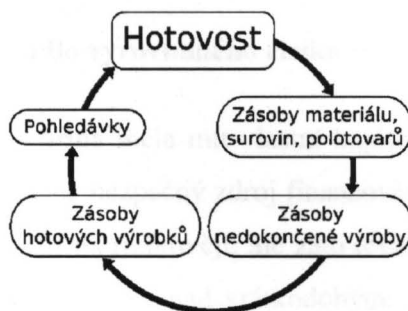 Hotovost
Zásoby materiálu,
surovin, polotovarů
Zásoby
nedokončené výroby
Zásoby
hotových výrobků
Pohledávky